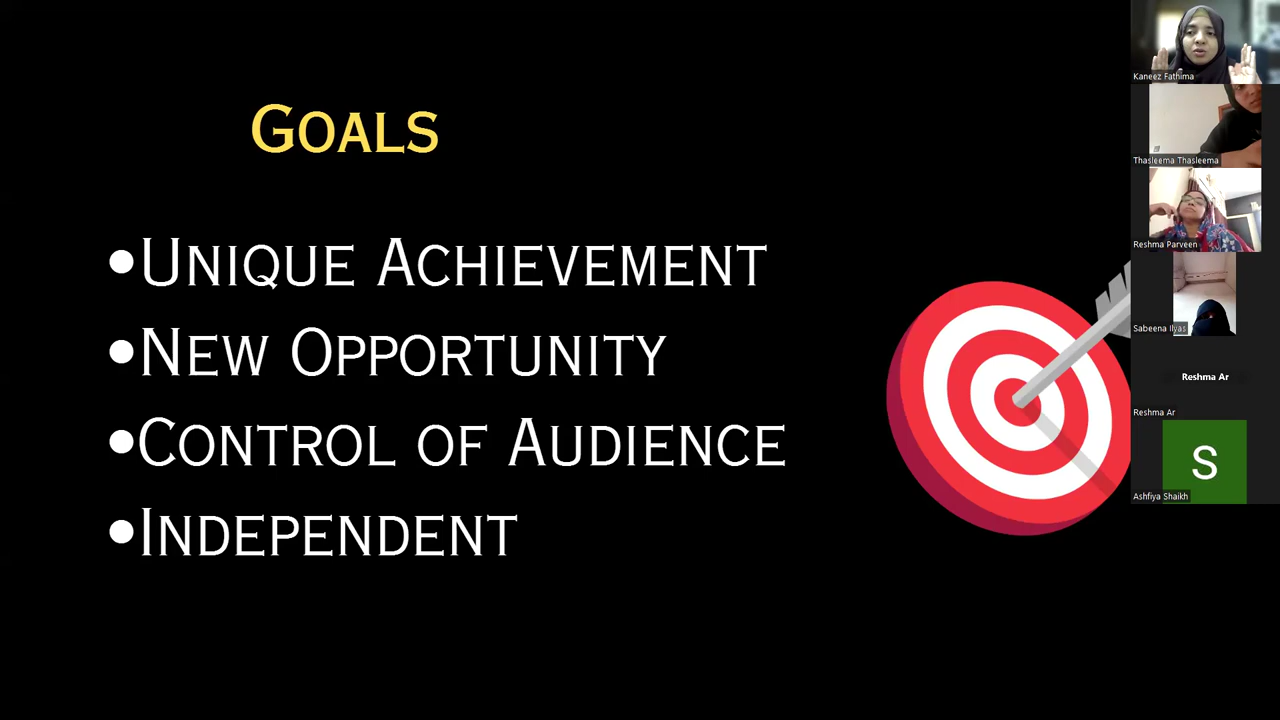 Goals
•Unique Achievement
•New Opportunity
•Control of Audience
•Independent
Kaneez Fathima
Thasleema Thasleema
Reshma Parveen
Sabeena Ilyas
Reshma Ar
Reshma Ar
S
Ashfiya Shaikh